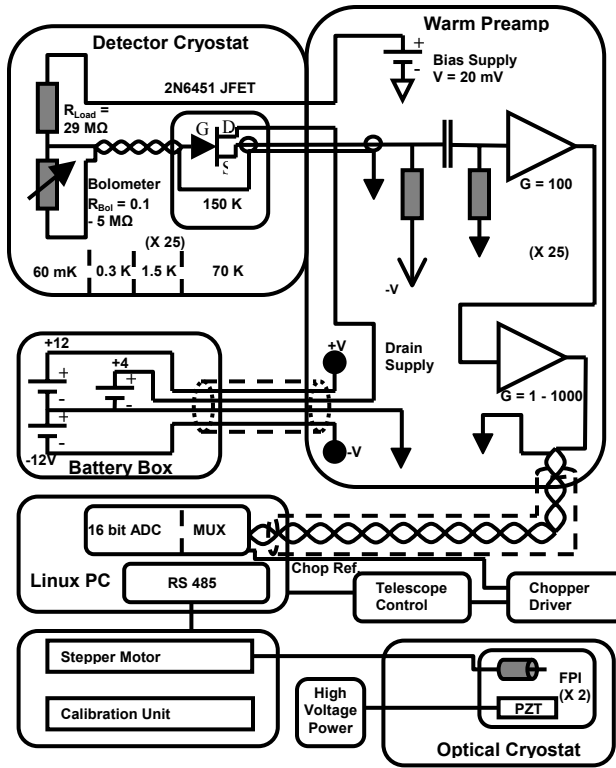 Detector Cryostat
Warm Preamp
2N6451 JFET
+
-
Bias Supply
V = 20 mV
R_Load =
29 MΩ
G
D
S
Bolometer
R_Bol = 0.1
- 5 MΩ
150 K
G = 100
(X 25)
(X 25)
60 mK
0.3 K
1.5 K
70 K
-V
+12
+4
+
-
+
-
+
-
-12V
Battery Box
+V
-V
Drain
Supply
G = 1 - 1000
16 bit ADC
MUX
Linux PC
RS 485
Chop Ref.
Telescope
Control
Chopper
Driver
Stepper Motor
Calibration Unit
High
Voltage
Power
FPI
(X 2)
PZT
Optical Cryostat